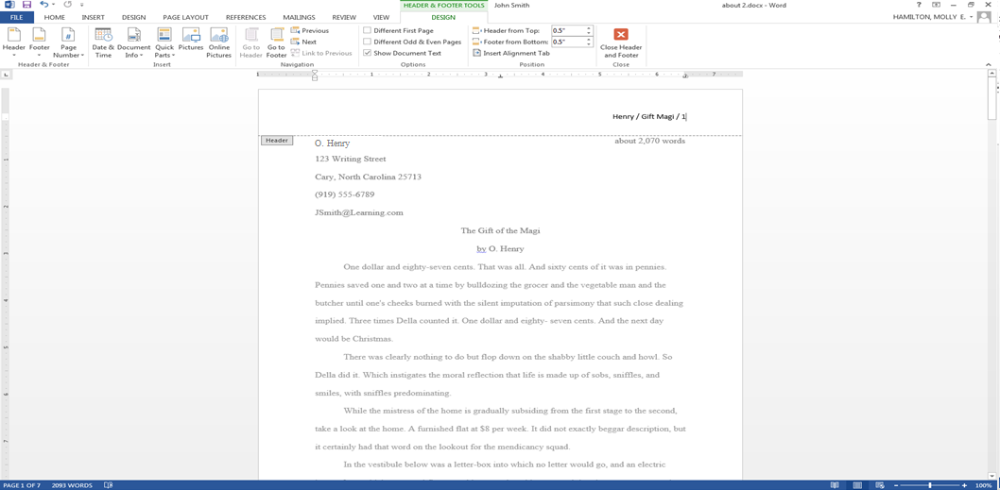 HEADER & FOOTER TOOLS John Smith about 2.docx - Word ?
FILE HOME INSERT DESIGN PAGE LAYOUT REFERENCES MAILINGS REVIEW VIEW DESIGN HAMILTON, MOLLY E.
Header Footer Page Number
Header & Footer
Date & Time Document Info Quick Parts Pictures Online Pictures
Insert
Go to Header Go to Footer Previous
Next
Link to Previous
Navigation
Different First Page
Different Odd & Even Pages
Show Document Text
Options
Header from Top: 0.5"
Footer from Bottom: 0.5"
Insert Alignment Tab
Position
Close Header and Footer
Close
1 2 3 4 5 6 7
Henry / Gift Magi / 1
Header
O. Henry about 2,070 words
123 Writing Street
Cary, North Carolina 25713
(919) 555-6789
JSmith@Learning.com
The Gift of the Magi
by O. Henry
One dollar and eighty-seven cents. That was all. And sixty cents of it was in pennies.
Pennies saved one and two at a time by bulldozing the grocer and the vegetable man and the
butcher until one's cheeks burned with the silent imputation of parsimony that such close dealing
implied. Three times Della counted it. One dollar and eighty- seven cents. And the next day
would be Christmas.
There was clearly nothing to do but flop down on the shabby little couch and howl. So
Della did it. Which instigates the moral reflection that life is made up of sobs, sniffles, and
smiles, with sniffles predominating.
While the mistress of the home is gradually subsiding from the first stage to the second,
take a look at the home. A furnished flat at $8 per week. It did not exactly beggar description, but
it certainly had that word on the lookout for the mendicancy squad.
In the vestibule below was a letter-box into which no letter would go, and an electric
1
2
3
4
5
6
7
PAGE 1 OF 7 2093 WORDS 100%